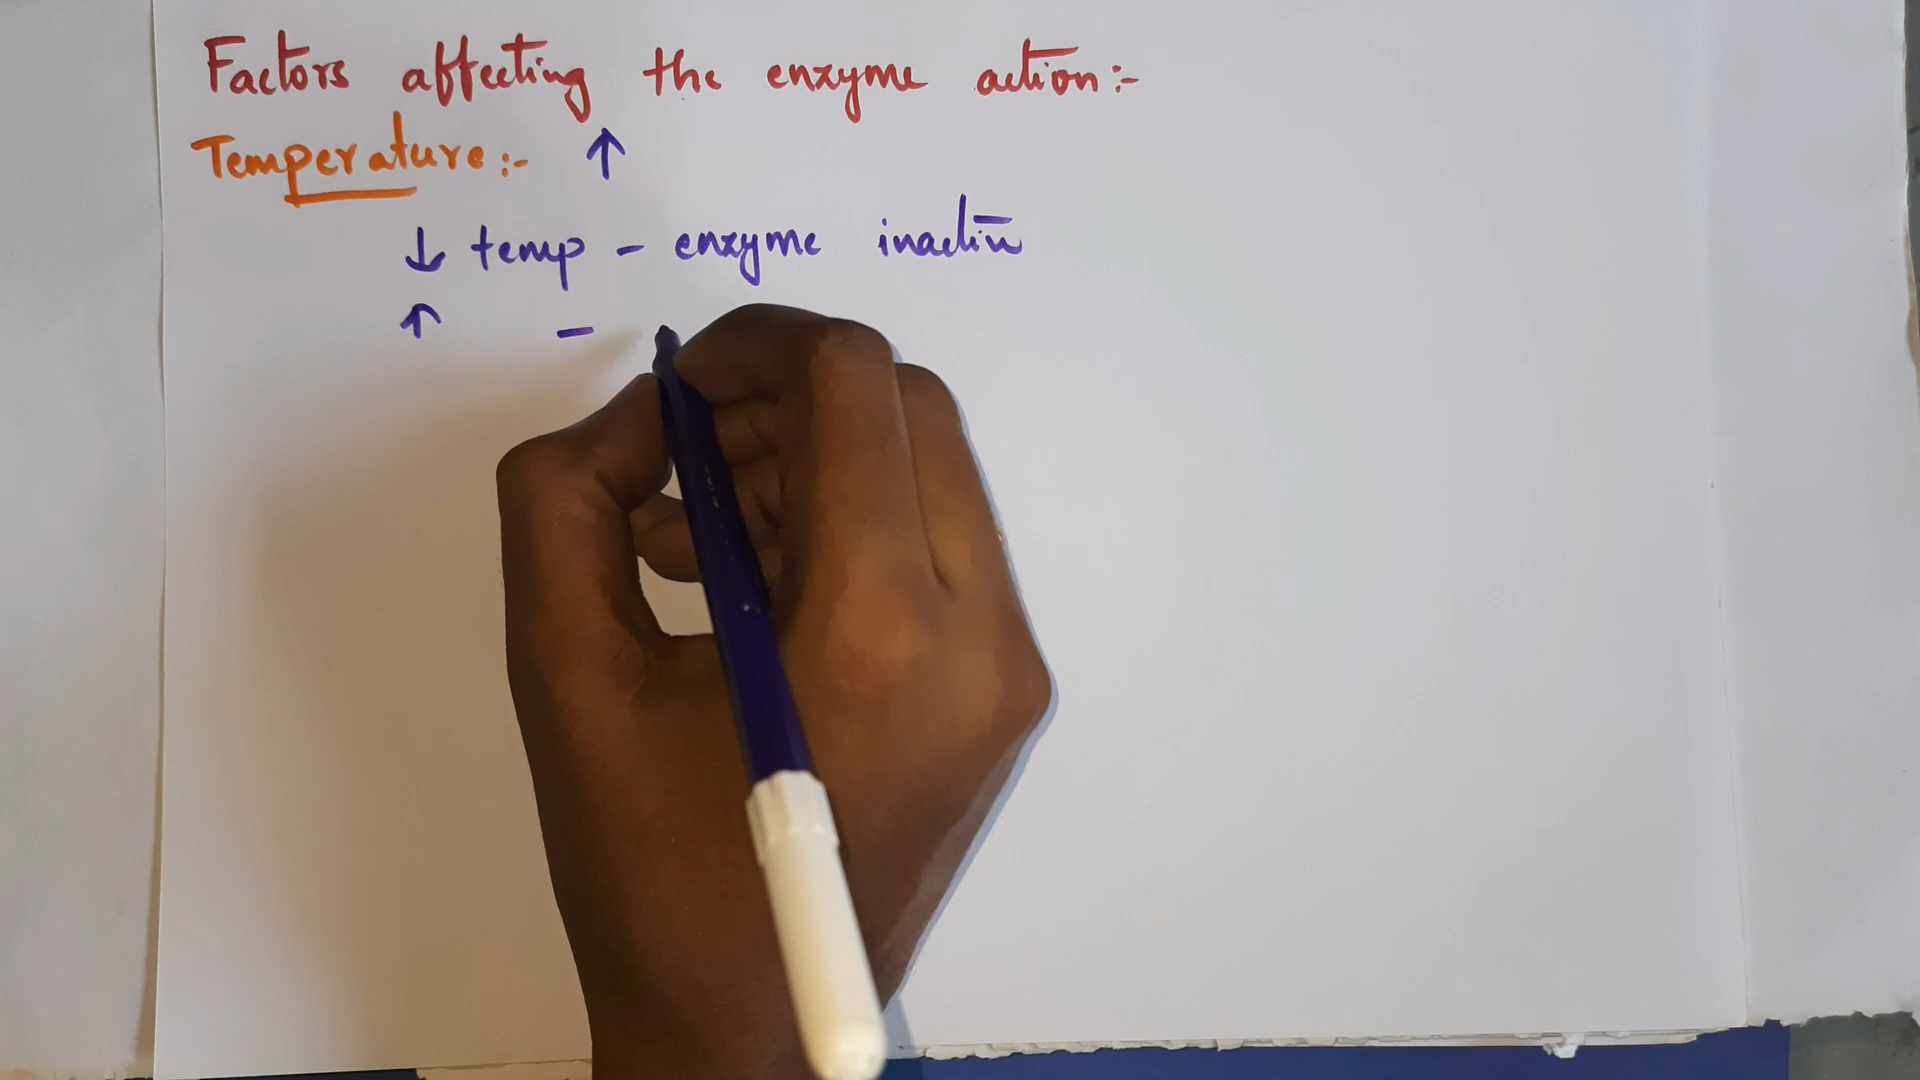 Factors affecting the enzyme action:-
Temperature:- ↑
↓ temp - enzyme inactive
↑ -